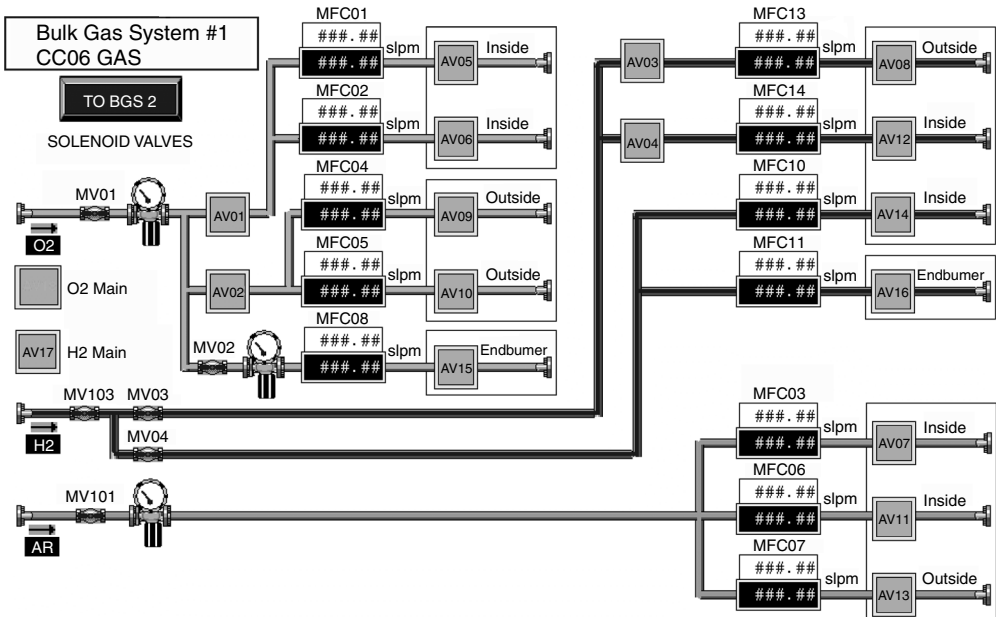 Bulk Gas System #1
CC06 GAS
TO BGS 2
SOLENOID VALVES
MFC01
###.##
###.##
slpm
AV05
Inside
MFC02
###.##
###.##
slpm
AV06
Inside
MV01
O2
AV01
MFC04
###.##
###.##
slpm
AV09
Outside
O2 Main
AV02
MFC05
###.##
###.##
slpm
AV10
Outside
AV17
H2 Main
MV02
MFC08
###.##
###.##
slpm
AV15
Endbumer
MV103
MV03
H2
MV04
MV101
AR
AV03
MFC13
###.##
###.##
slpm
AV08
Outside
AV04
MFC14
###.##
###.##
slpm
AV12
Inside
MFC10
###.##
###.##
slpm
AV14
Inside
MFC11
###.##
###.##
slpm
AV16
Endbumer
MFC03
###.##
###.##
slpm
AV07
Inside
MFC06
###.##
###.##
slpm
AV11
Inside
MFC07
###.##
###.##
slpm
AV13
Outside